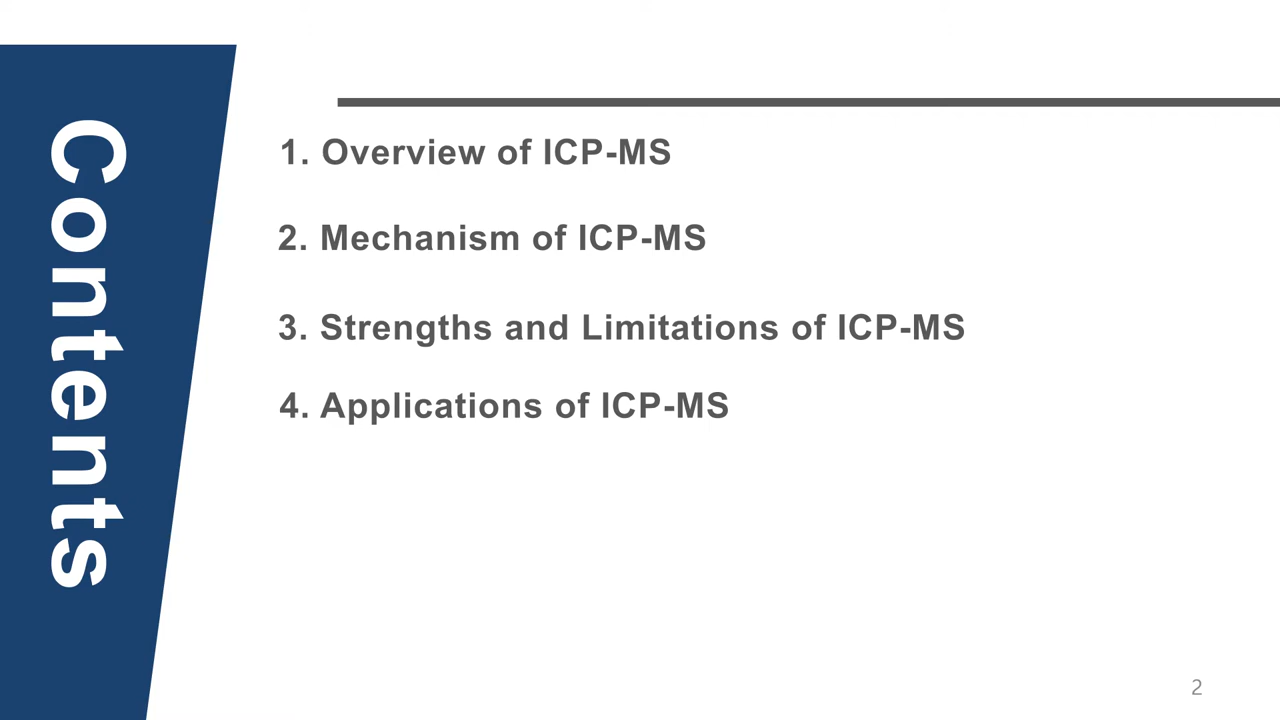 Contents
1. Overview of ICP-MS
2. Mechanism of ICP-MS
3. Strengths and Limitations of ICP-MS
4. Applications of ICP-MS
2